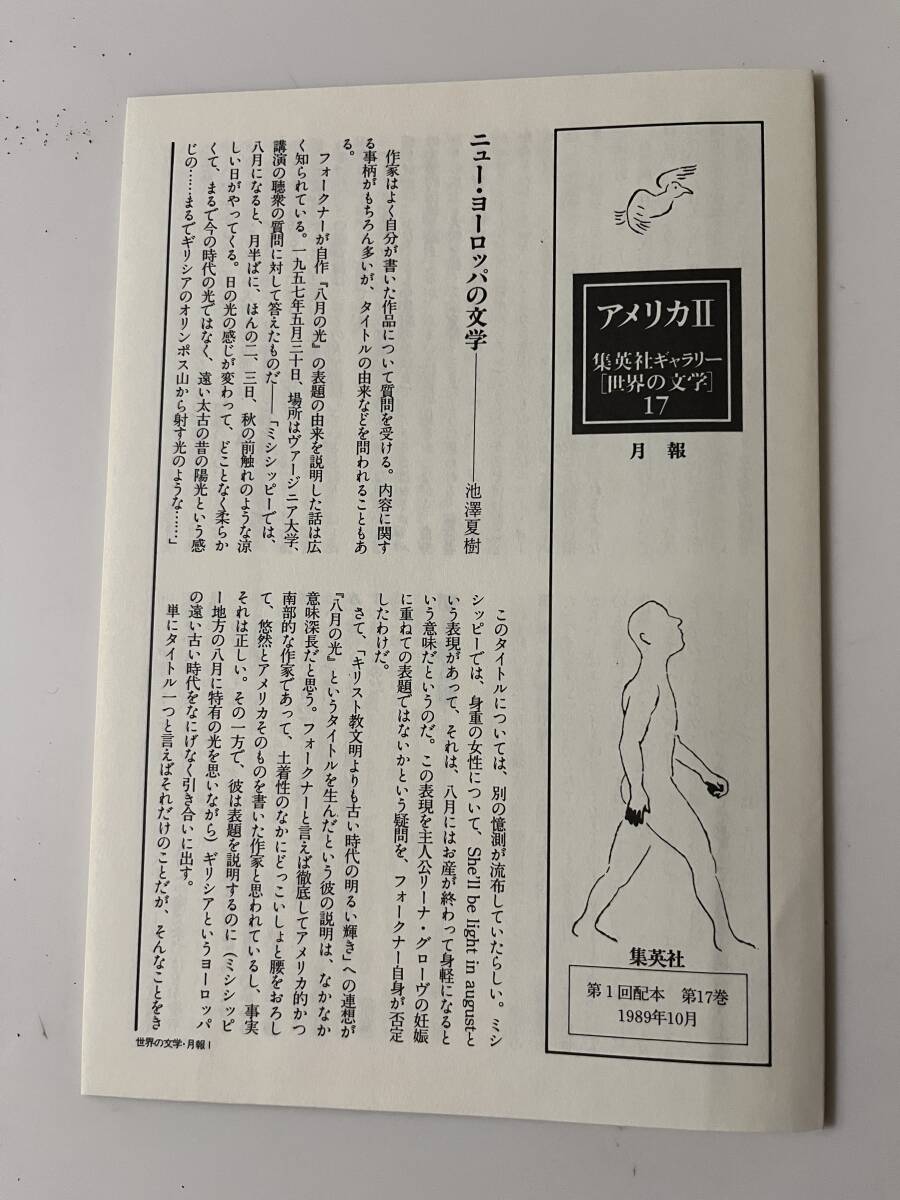 アメリカⅡ
集英社ギャラリー
[世界の文学]
17
月報
集英社
第1回配本 第17巻
1989年10月
ニュー・ヨーロッパの文学――――池澤夏樹
作家はよく自分が書いた作品について質問を受ける。内容に関す
る事柄がもちろん多いが、タイトルの由来などを問われることもあ
る。
フォークナーが自作『八月の光』の表題の由来を説明した話は広
く知られている。一九五七年五月三十日、場所はヴァージニア大学、
講演の聴衆の質問に対して答えたものだ――「ミシシッピーでは、
八月になると、月半ばに、ほんの二、三日、秋の前触れのような涼
しい日がやってくる。日の光の感じが変わって、どことなく柔らか
くて、まるで今の時代の光ではなく、遠い太古の昔の陽光という感
じの……まるでギリシアのオリンポス山から射す光のような……」
このタイトルについては、別の憶測が流布していたらしい。ミシ
シッピーでは、身重の女性について、She'll be light in augustと
いう表現があって、それは、八月にはお産が終わって身軽になると
いう意味だというのだ。この表現を主人公リーナ・グローヴの妊娠
に重ねての表題ではないかという疑問を、フォークナー自身が否定
したわけだ。
さて、「キリスト教文明よりも古い時代の明るい輝き」への連想が
『八月の光』というタイトルを生んだという彼の説明は、なかなか
意味深長だと思う。フォークナーと言えば徹底してアメリカ的かつ
南部的な作家であって、土着性のなかにどっこいしょと腰をおろし
て、悠然とアメリカそのものを書いた作家と思われているし、事実
それは正しい。その一方で、彼は表題を説明するのに（ミシシッピ
ー地方の八月に特有の光を思いながら）ギリシアというヨーロッパ
の遠い古い時代をなにげなく引き合いに出す。
単にタイトル一つと言えばそれだけのことだが、そんなことをき
世界の文学・月報1